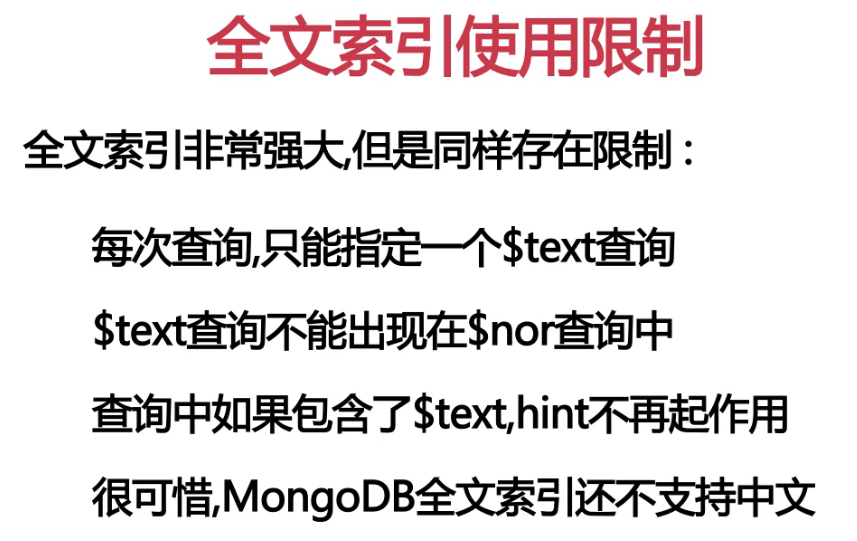 全文索引使用限制
全文索引非常强大,但是同样存在限制：
每次查询,只能指定一个$text查询
$text查询不能出现在$nor查询中
查询中如果包含了$text,hint不再起作用
很可惜,MongoDB全文索引还不支持中文